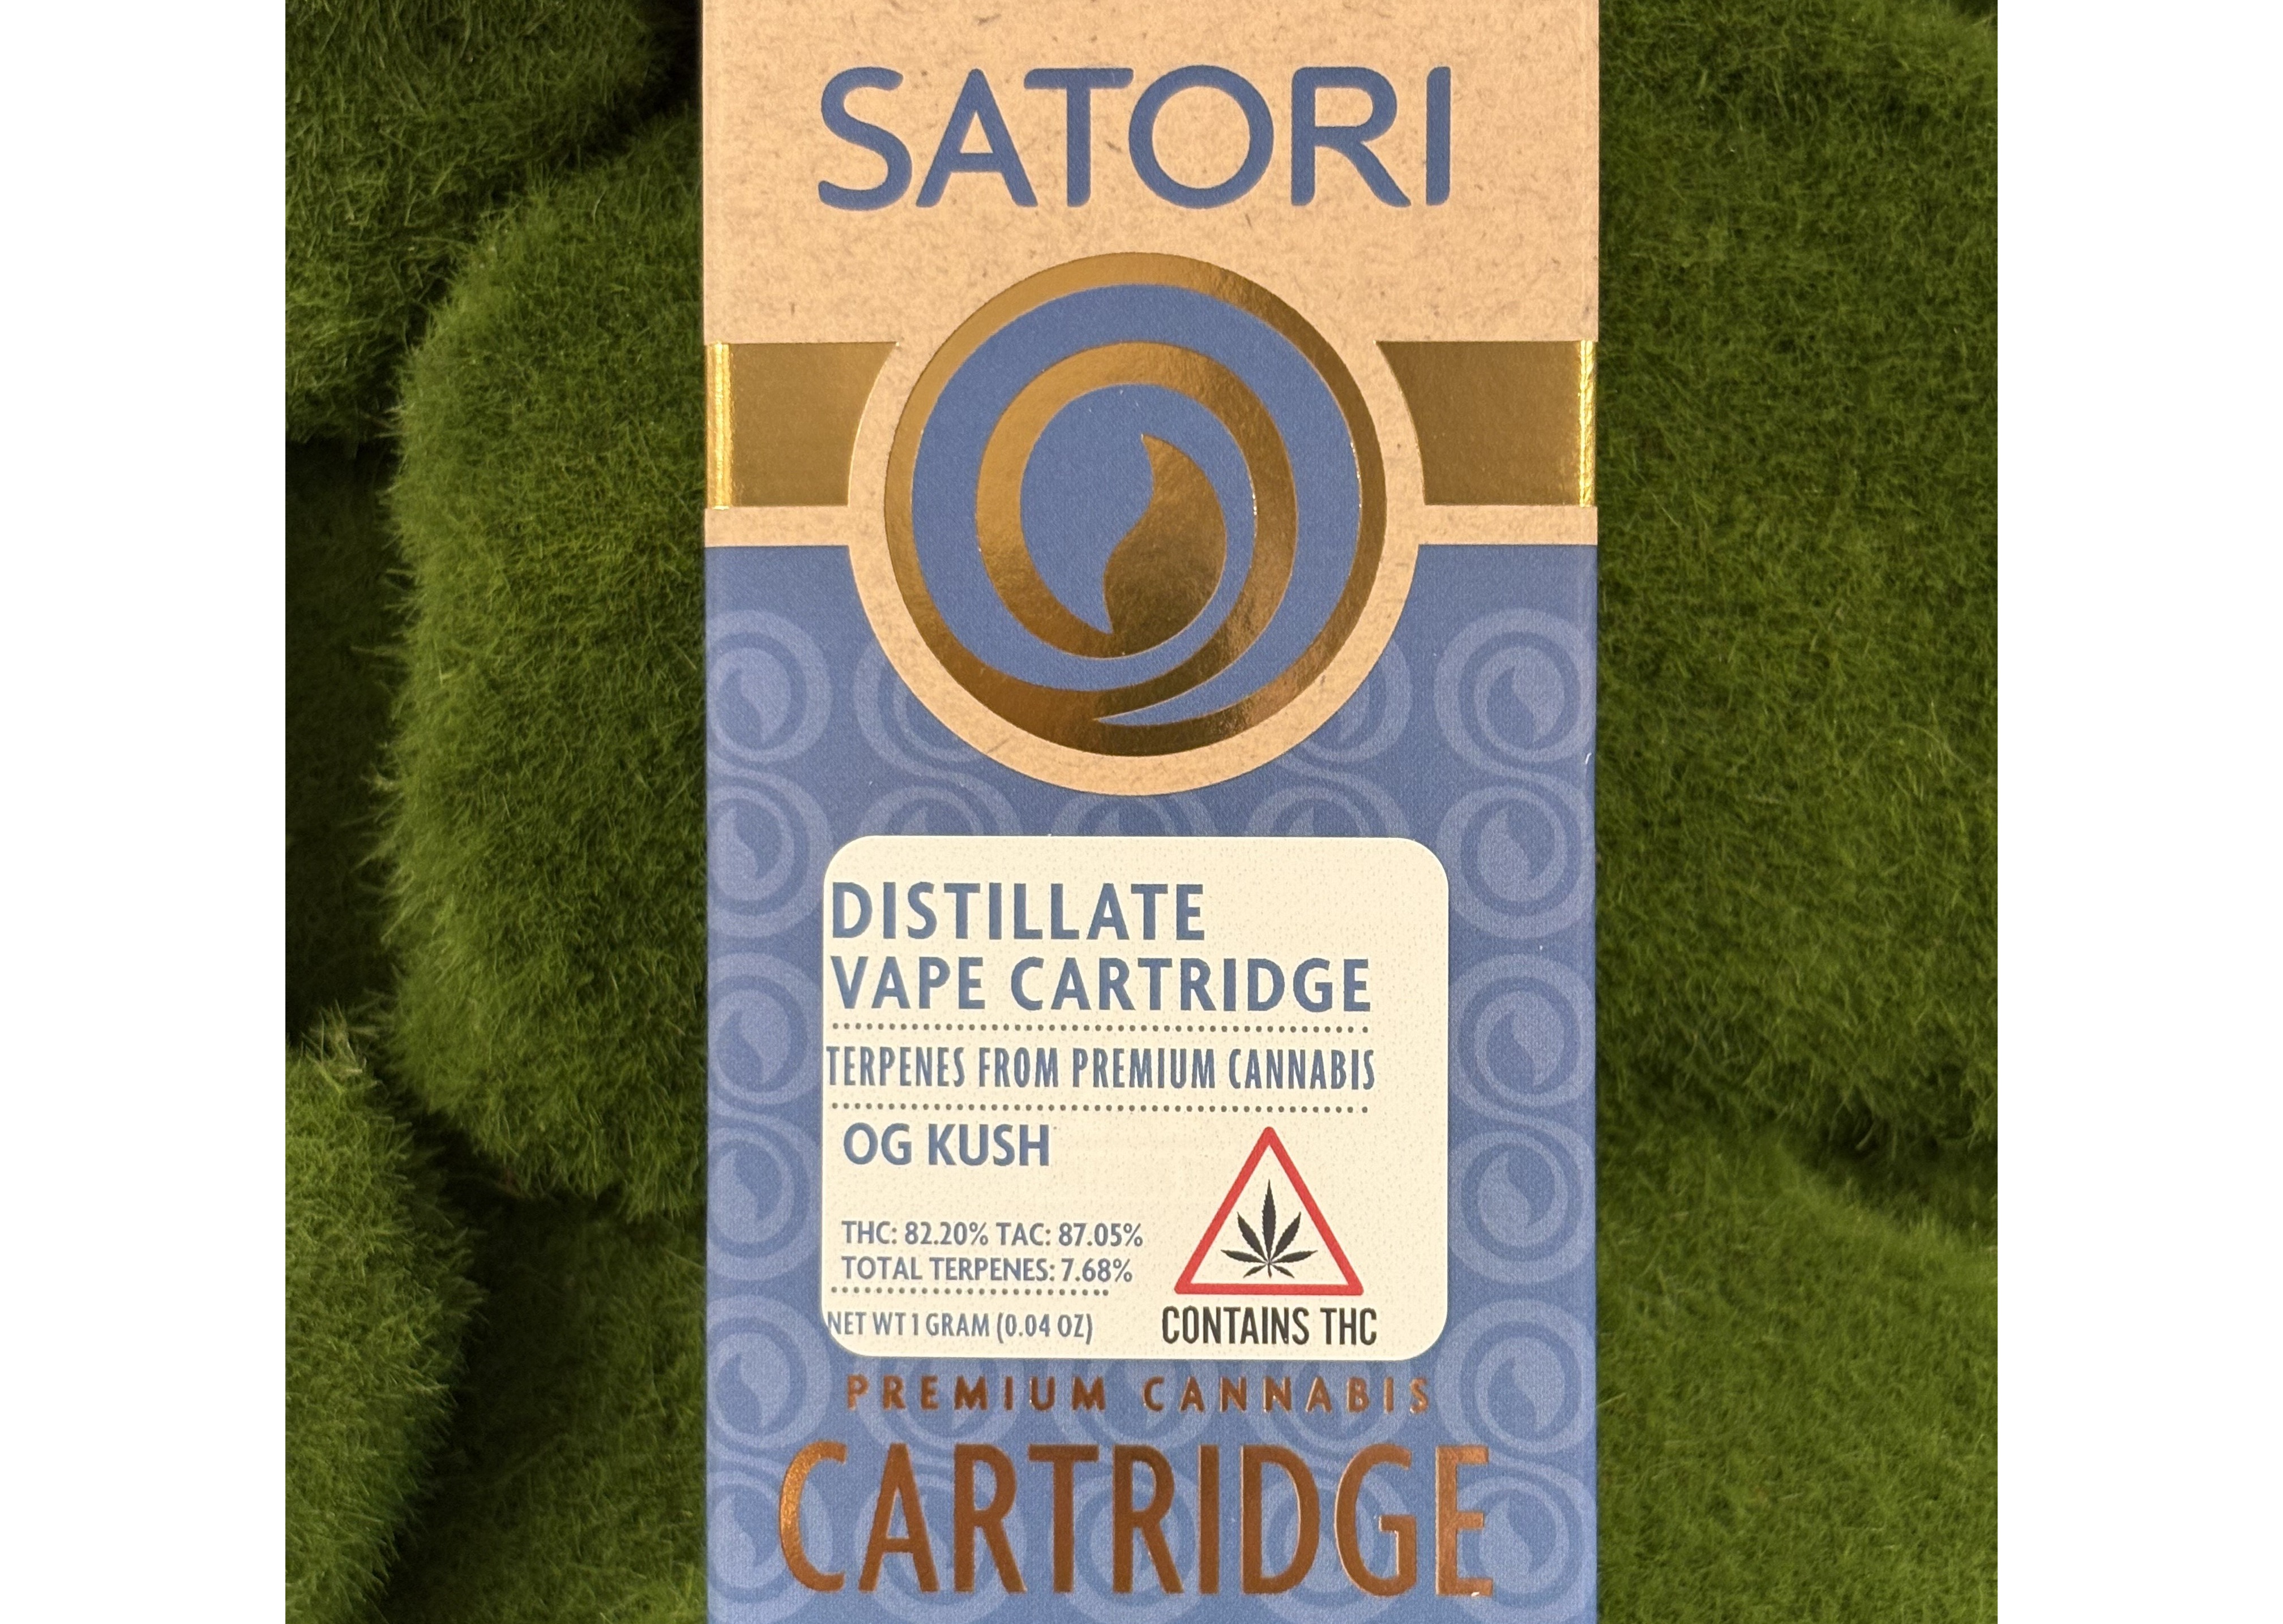 SATORI
DISTILLATE
VAPE CARTRIDGE
TERPENES FROM PREMIUM CANNABIS
OG KUSH
THC: 82.20% TAC: 87.05%
TOTAL TERPENES: 7.68%
NET WT 1 GRAM (0.04 OZ)
CONTAINS THC
PREMIUM CANNABIS
CARTRIDGE